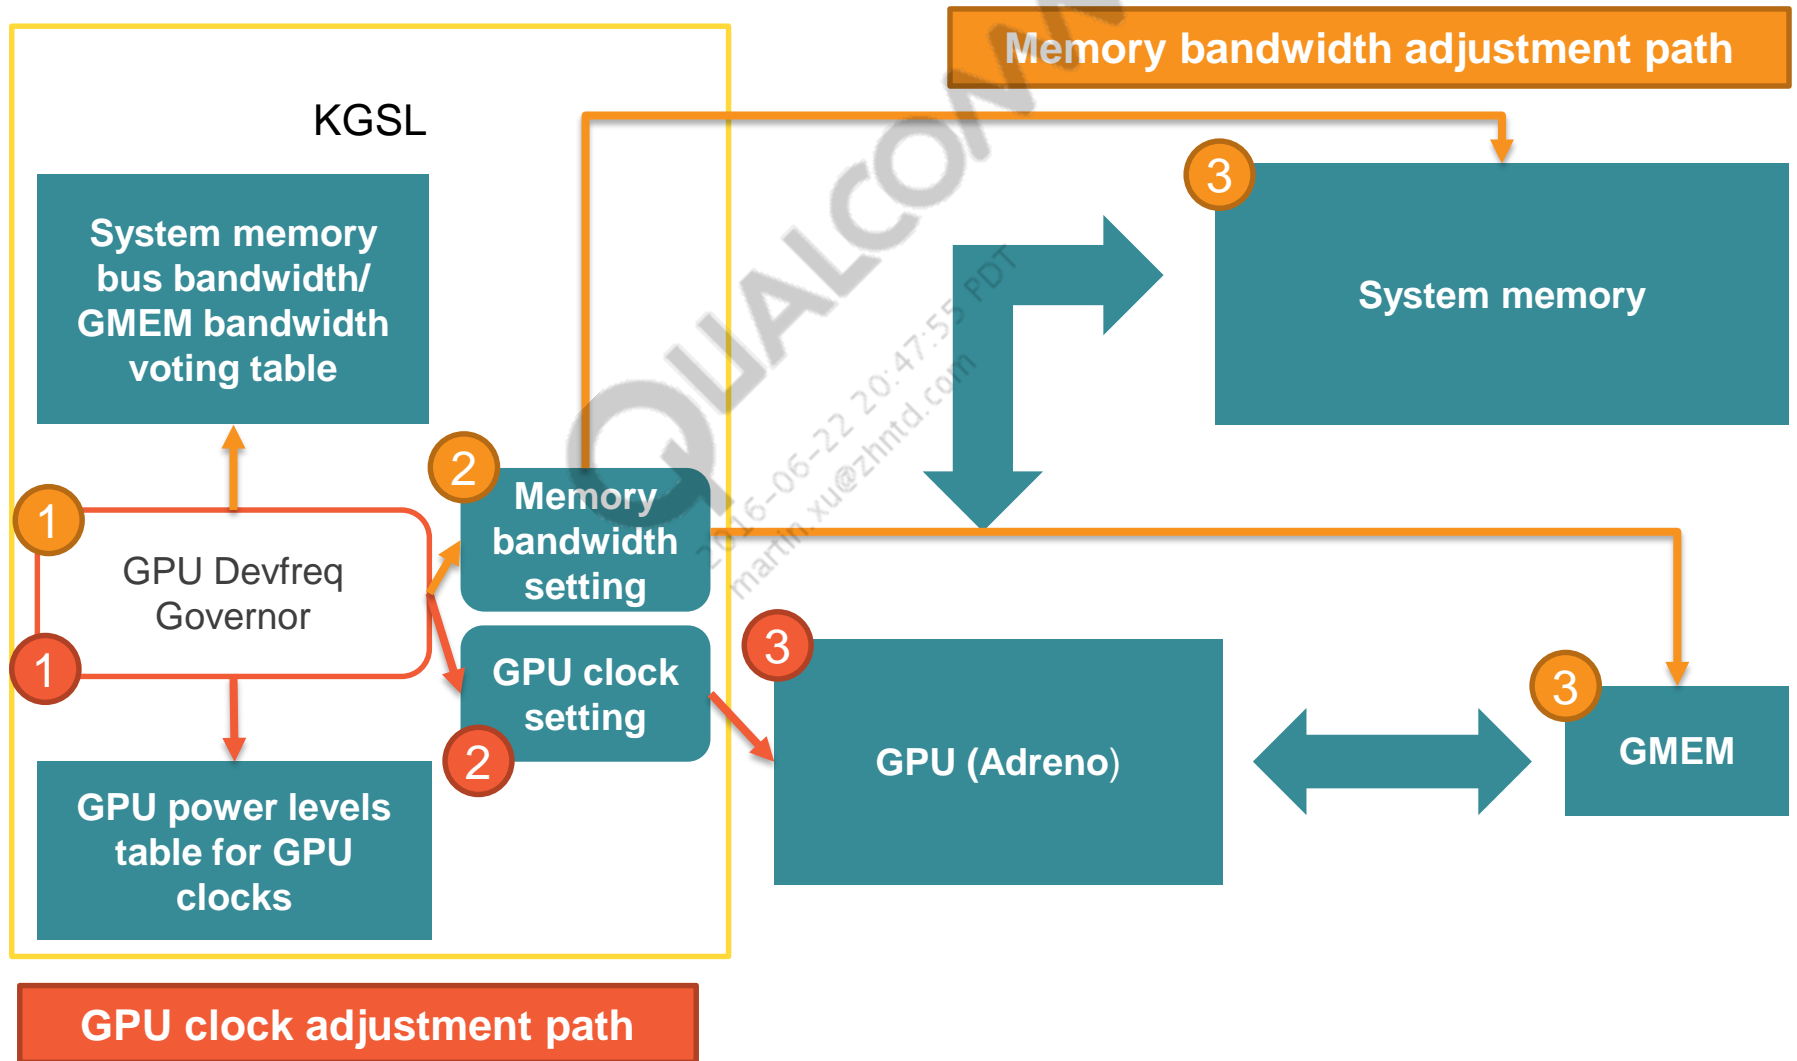 Memory bandwidth adjustment path
KGSL
System memory
bus bandwidth/
GMEM bandwidth
voting table
3
System memory
QUALCOMM
2016-06-22 20:47:55 PDT
martin.xu@zhntd.com
1
GPU Devfreq
Governor
1
2
Memory
bandwidth
setting
GPU clock
setting
2
3
GPU (Adreno)
3
GMEM
GPU power levels
table for GPU
clocks
GPU clock adjustment path